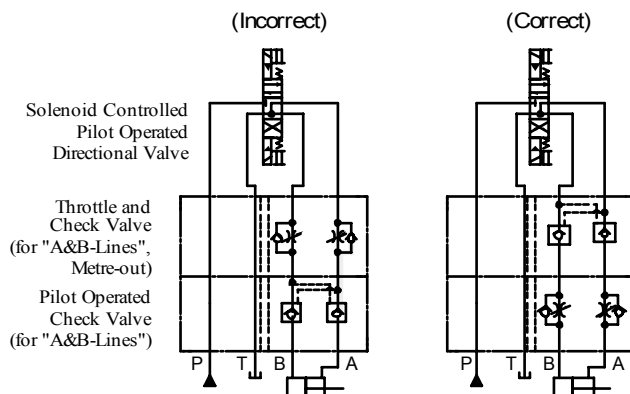 (Incorrect)
(Correct)
Solenoid Controlled
Pilot Operated
Directional Valve
Throttle and
Check Valve
(for "A&B-Lines",
Metre-out)
Pilot Operated
Check Valve
(for "A&B-Lines")
P T B A
P T B A